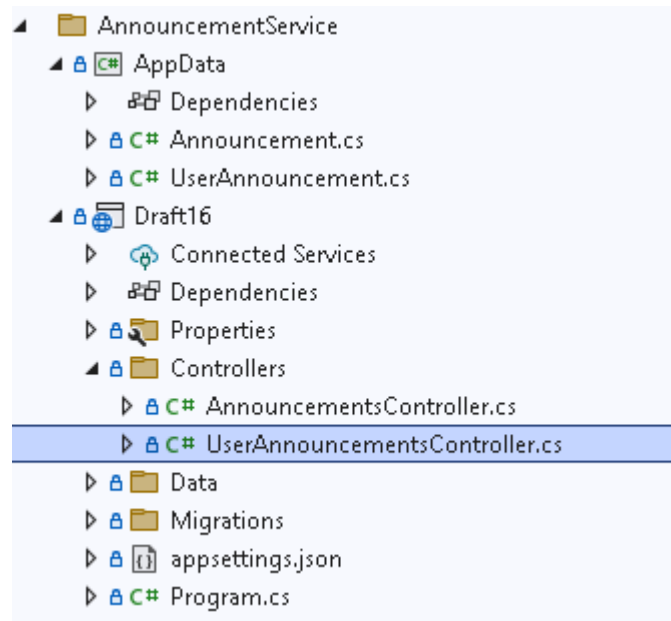 AnnouncementService
C# AppData
Dependencies
C# Announcement.cs
C# UserAnnouncement.cs
Draft16
Connected Services
Dependencies
Properties
Controllers
C# AnnouncementsController.cs
C# UserAnnouncementsController.cs
Data
Migrations
appsettings.json
C# Program.cs